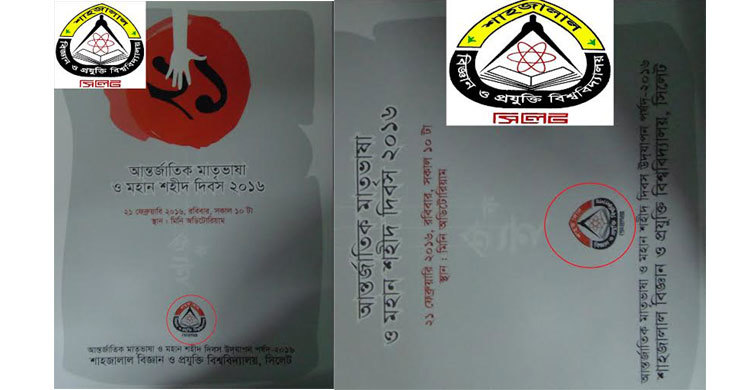 শাহজালাল
বিজ্ঞান ও প্রযুক্তি বিশ্ববিদ্যালয়
সিলেট
২১
আন্তর্জাতিক মাতৃভাষা
ও মহান শহীদ দিবস ২০১৬
২১ ফেব্রুয়ারি ২০১৬, রবিবার, সকাল ১০ টা
স্থান : মিনি অডিটোরিয়াম
আন্তর্জাতিক মাতৃভাষা ও মহান শহীদ দিবস উদযাপন পর্ষদ-২০১৬
শাহজালাল বিজ্ঞান ও প্রযুক্তি বিশ্ববিদ্যালয়, সিলেট
শাহজালাল
বিজ্ঞান ও প্রযুক্তি বিশ্ববিদ্যালয়
সিলেট
আন্তর্জাতিক মাতৃভাষা
ও মহান শহীদ দিবস ২০১৬
২১ ফেব্রুয়ারি ২০১৬, রবিবার, সকাল ১০ টা
স্থান : মিনি অডিটোরিয়াম
আন্তর্জাতিক মাতৃভাষা ও মহান শহীদ দিবস উদযাপন পর্ষদ-২০১৬
শাহজালাল বিজ্ঞান ও প্রযুক্তি বিশ্ববিদ্যালয়, সিলেট